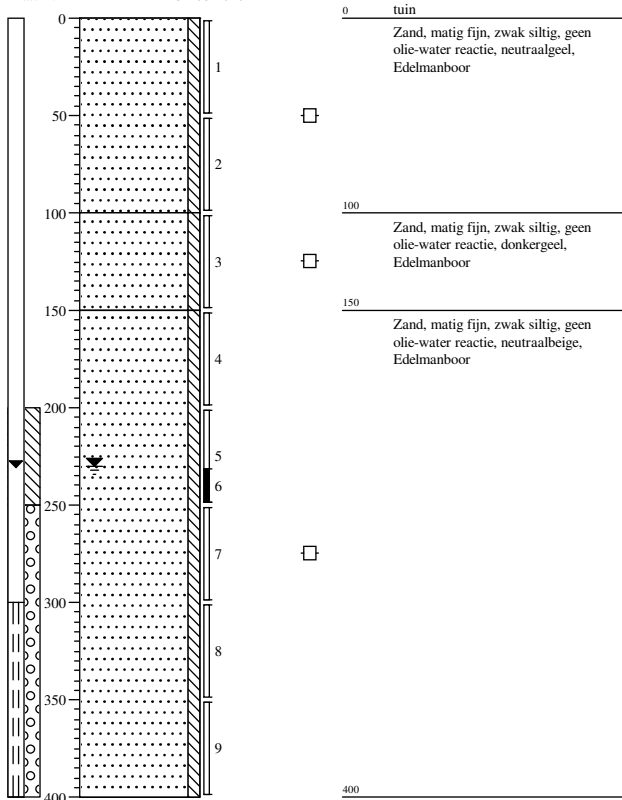 0
50
100
150
200
250
300
350
400
1
2
3
4
5
6
7
8
9
0
tuin
Zand, matig fijn, zwak siltig, geen
olie-water reactie, neutraalgeel,
Edelmanboor
100
Zand, matig fijn, zwak siltig, geen
olie-water reactie, donkergeel,
Edelmanboor
150
Zand, matig fijn, zwak siltig, geen
olie-water reactie, neutraalbeige,
Edelmanboor
400